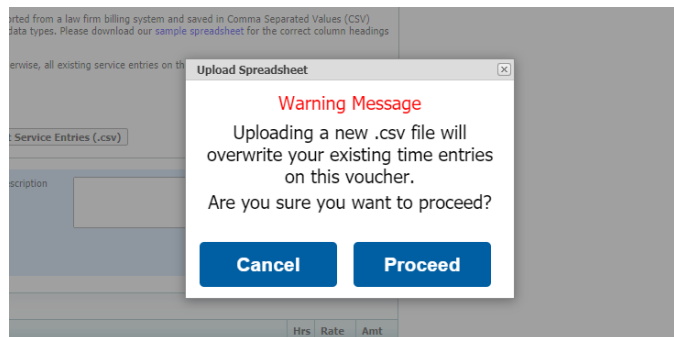 orted from a law firm billing system and saved in Comma Separated Values (CSV)
data types. Please download our sample spreadsheet for the correct column headings
erwise, all existing service entries on th
Upload Spreadsheet
Warning Message
Uploading a new .csv file will
overwrite your existing time entries
on this voucher.
Are you sure you want to proceed?
Service Entries (.csv)
scription
Cancel
Proceed
Hrs Rate Amt